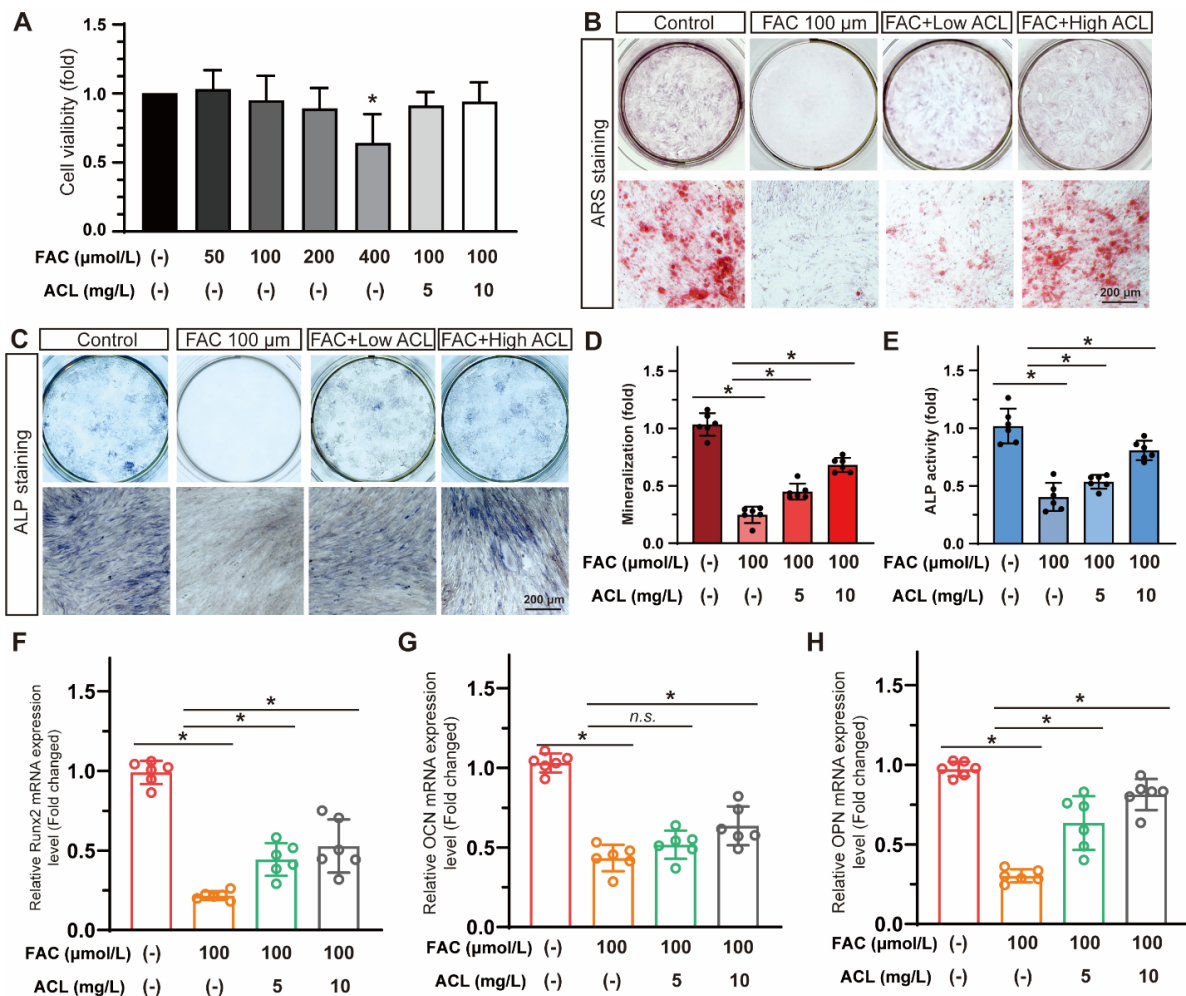 A
Cell vialibity (fold)
1.5
1.0
0.5
0.0
*
FAC (µmol/L) (-) 50 100 200 400 100 100
ACL (mg/L) (-) (-) (-) (-) (-) 5 10
B
ARS staining
Control FAC 100 µm FAC+Low ACL FAC+High ACL
200 µm
C
ALP staining
Control FAC 100 µm FAC+Low ACL FAC+High ACL
200 µm
D
Mineralization (fold)
1.5
1.0
0.5
0.0
*
*
*
FAC (µmol/L) (-) 100 100 100
ACL (mg/L) (-) (-) 5 10
E
ALP activity (fold)
1.5
1.0
0.5
0.0
*
*
*
FAC (µmol/L) (-) 100 100 100
ACL (mg/L) (-) (-) 5 10
F
Relative Runx2 mRNA expression
level (Fold changed)
1.5
1.0
0.5
0.0
*
*
*
FAC (µmol/L) (-) 100 100 100
ACL (mg/L) (-) (-) 5 10
G
Relative OCN mRNA expression
level (Fold changed)
1.5
1.0
0.5
0.0
*
n.s.
*
FAC (µmol/L) (-) 100 100 100
ACL (mg/L) (-) (-) 5 10
H
Relative OPN mRNA expression
level (Fold changed)
1.5
1.0
0.5
0.0
*
*
*
FAC (µmol/L) (-) 100 100 100
ACL (mg/L) (-) (-) 5 10